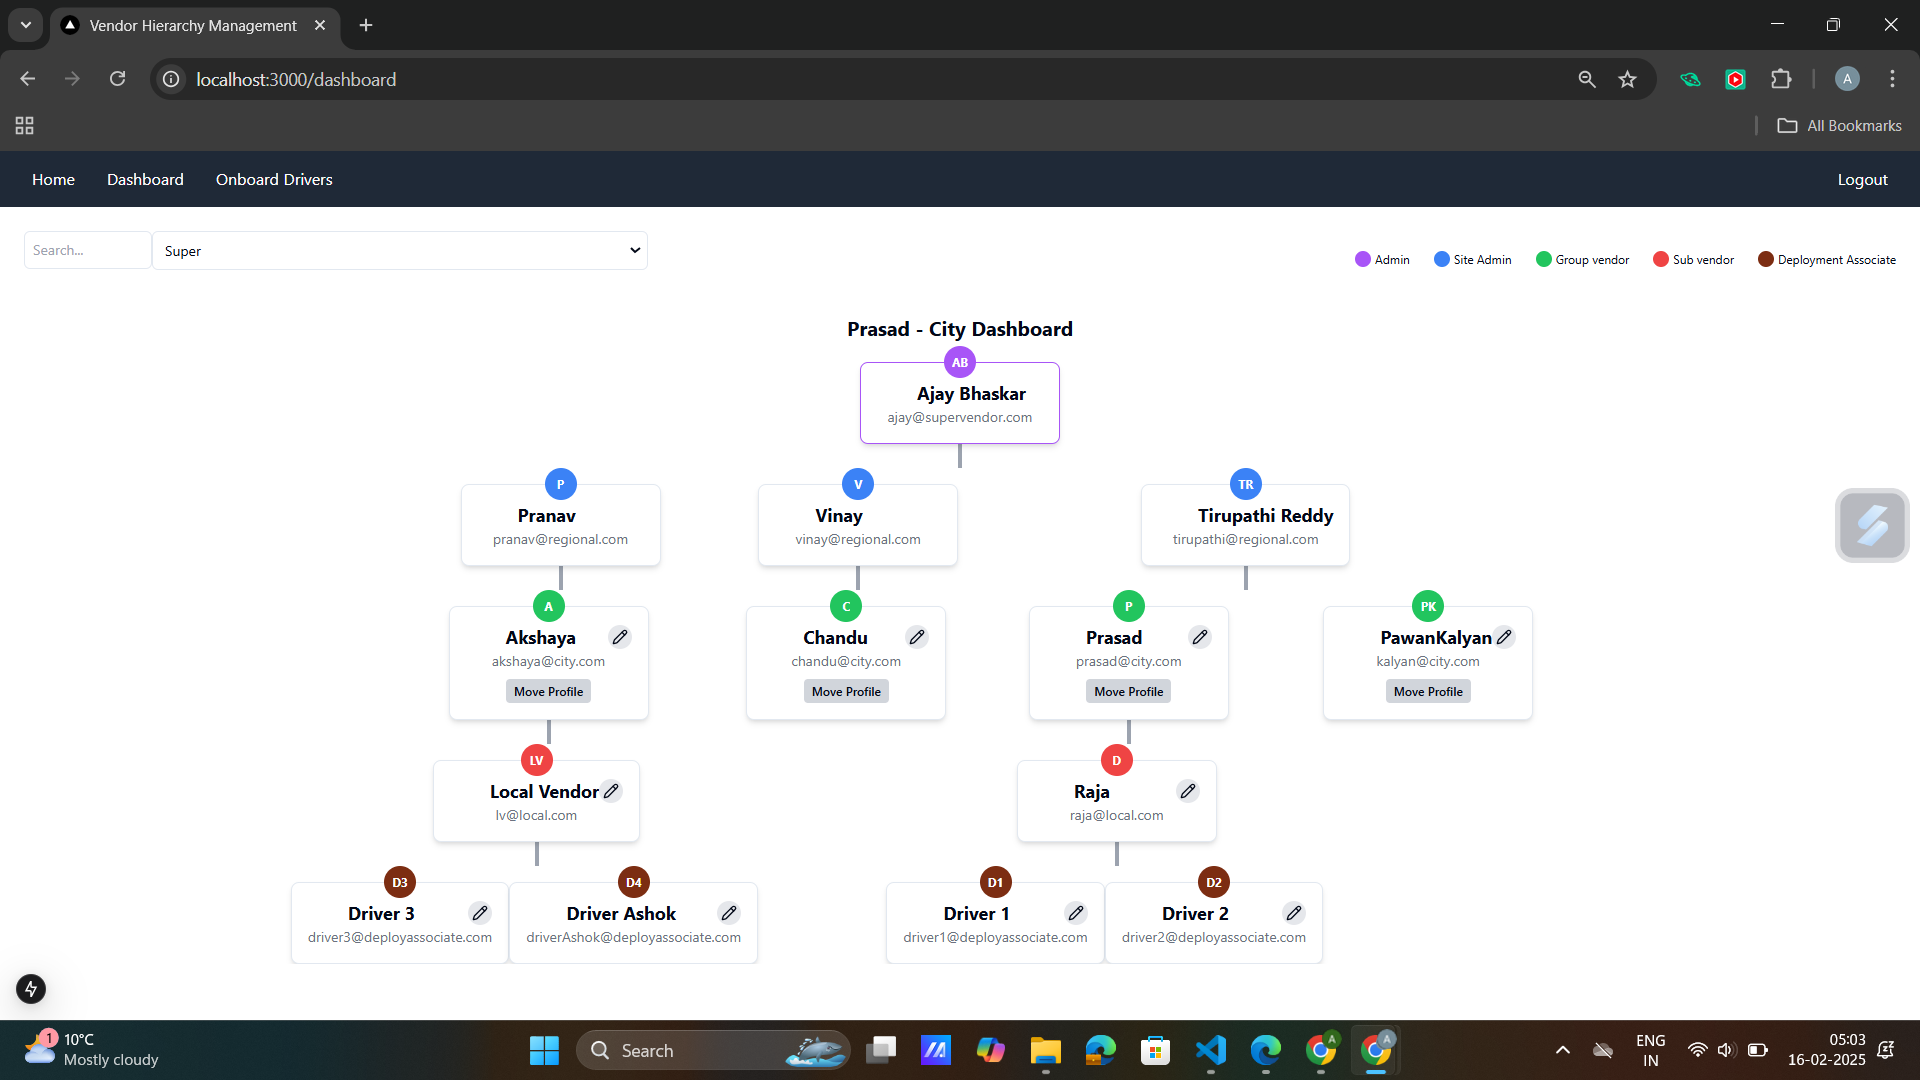 Vendor Hierarchy Management
localhost:3000/dashboard
A
All Bookmarks
Home Dashboard Onboard Drivers Logout
Search... Super
Admin Site Admin Group vendor Sub vendor Deployment Associate
Prasad - City Dashboard
AB
Ajay Bhaskar
ajay@supervendor.com
P V TR
Pranav Vinay Tirupathi Reddy
pranav@regional.com vinay@regional.com tirupathi@regional.com
A C P PK
Akshaya Chandu Prasad PawanKalyan
akshaya@city.com chandu@city.com prasad@city.com kalyan@city.com
Move Profile Move Profile Move Profile Move Profile
LV D
Local Vendor Raja
lv@local.com raja@local.com
D3 D4 D1 D2
Driver 3 Driver Ashok Driver 1 Driver 2
driver3@deployassociate.com driverAshok@deployassociate.com driver1@deployassociate.com driver2@deployassociate.com
1 10°C
Mostly cloudy
Search
A A
ENG
IN
05:03
16-02-2025